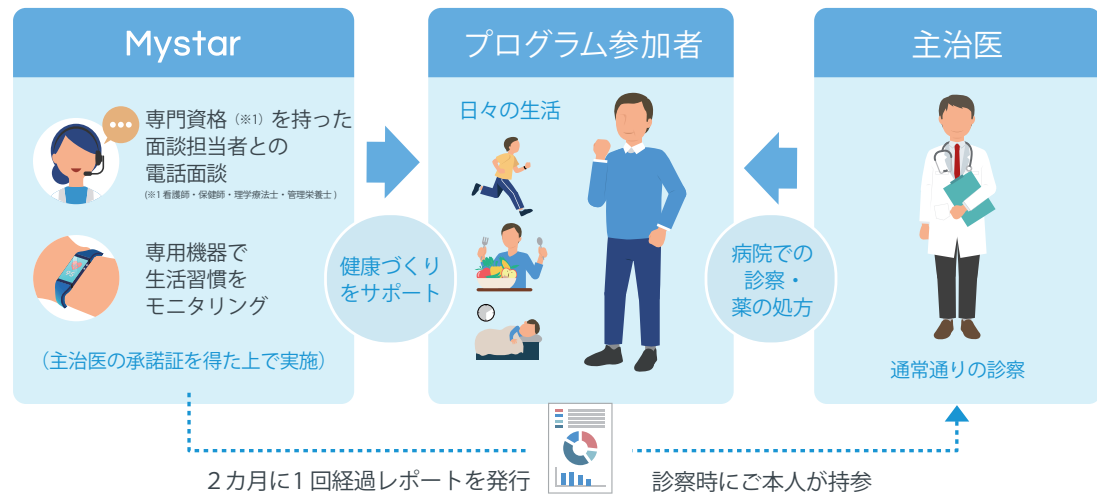 Mystar
専門資格（※1）を持った
面談担当者との
電話面談
(※1 看護師・保健師・理学療法士・管理栄養士)
専用機器で
生活習慣を
モニタリング
（主治医の承諾証を得た上で実施）
健康づくり
をサポート
プログラム参加者
日々の生活
病院での
診察・
薬の処方
主治医
通常通りの診察
２カ月に1 回経過レポートを発行
診察時にご本人が持参